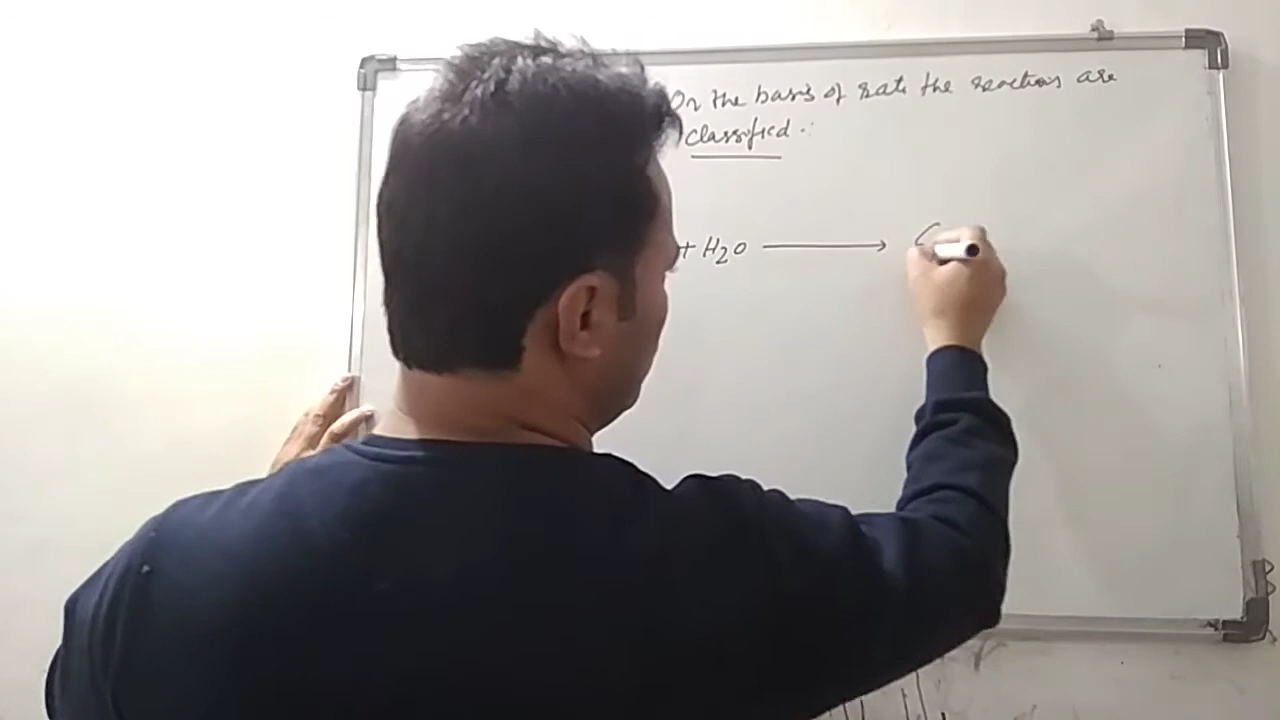 On the basis of rate the reactions are
classified :
+ H2O ⟶ C